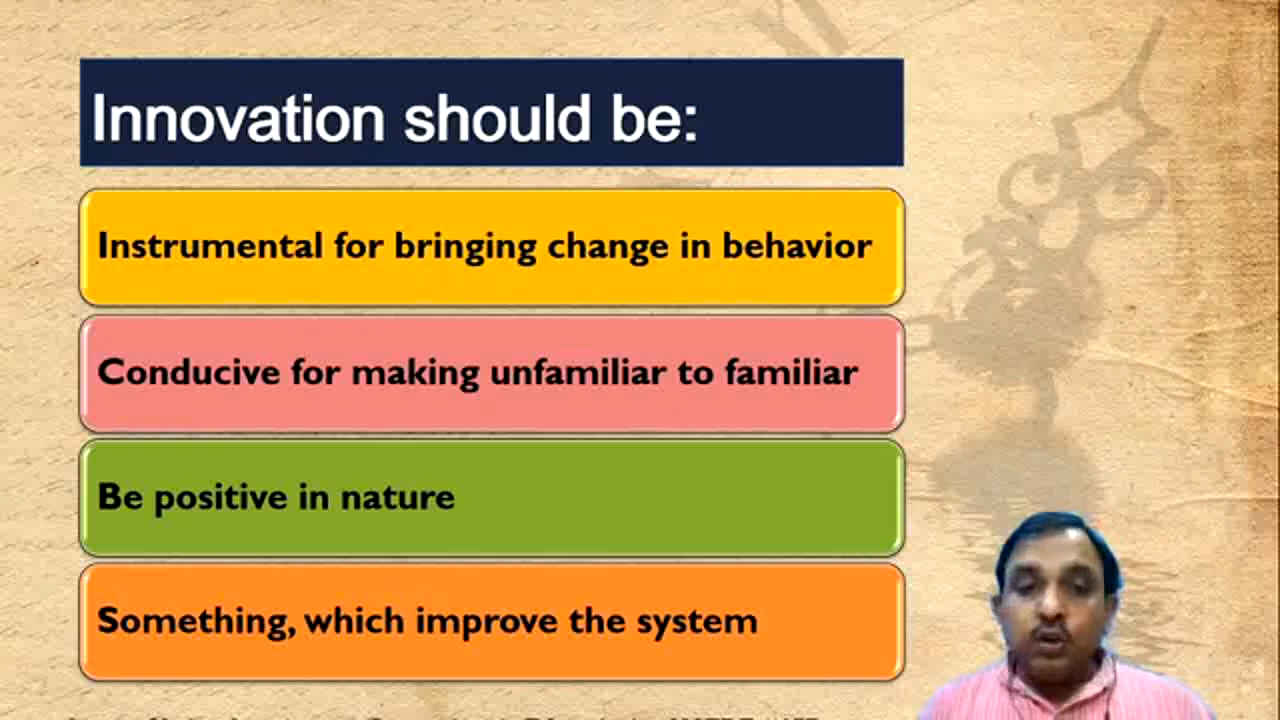 Innovation should be:
Instrumental for bringing change in behavior
Conducive for making unfamiliar to familiar
Be positive in nature
Something, which improve the system